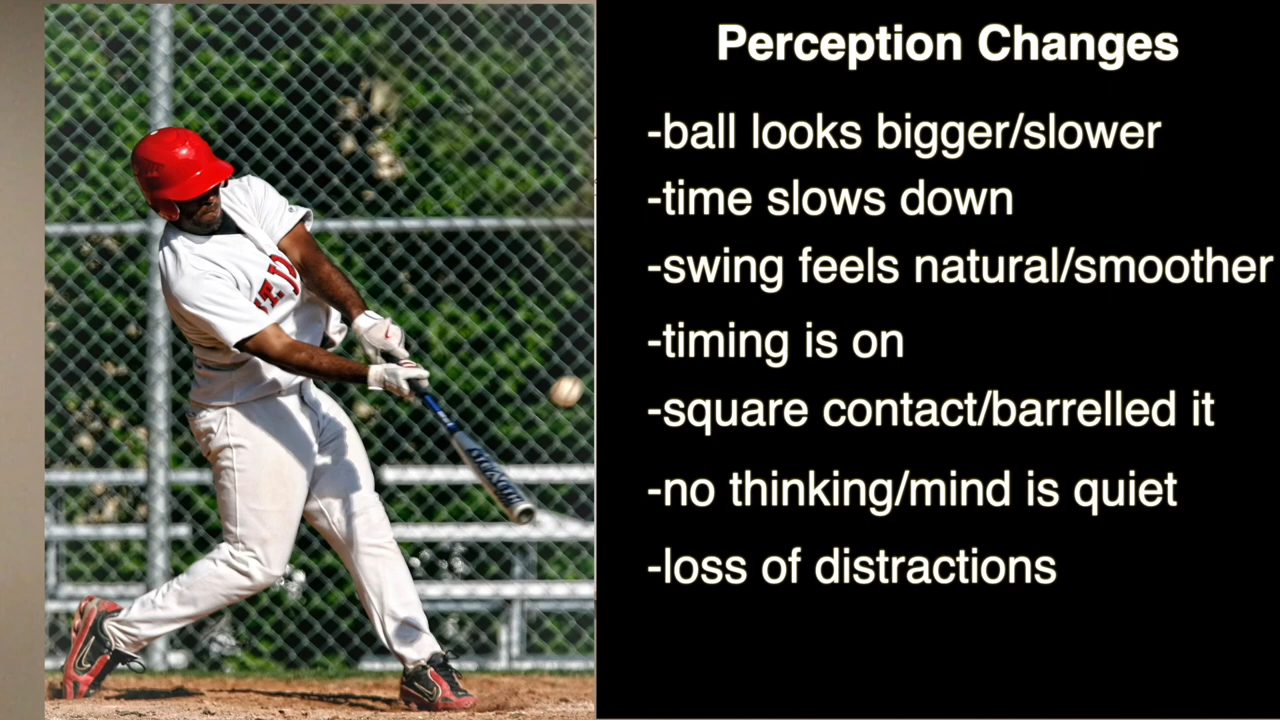 Perception Changes
-ball looks bigger/slower
-time slows down
-swing feels natural/smoother
-timing is on
-square contact/barrelled it
-no thinking/mind is quiet
-loss of distractions